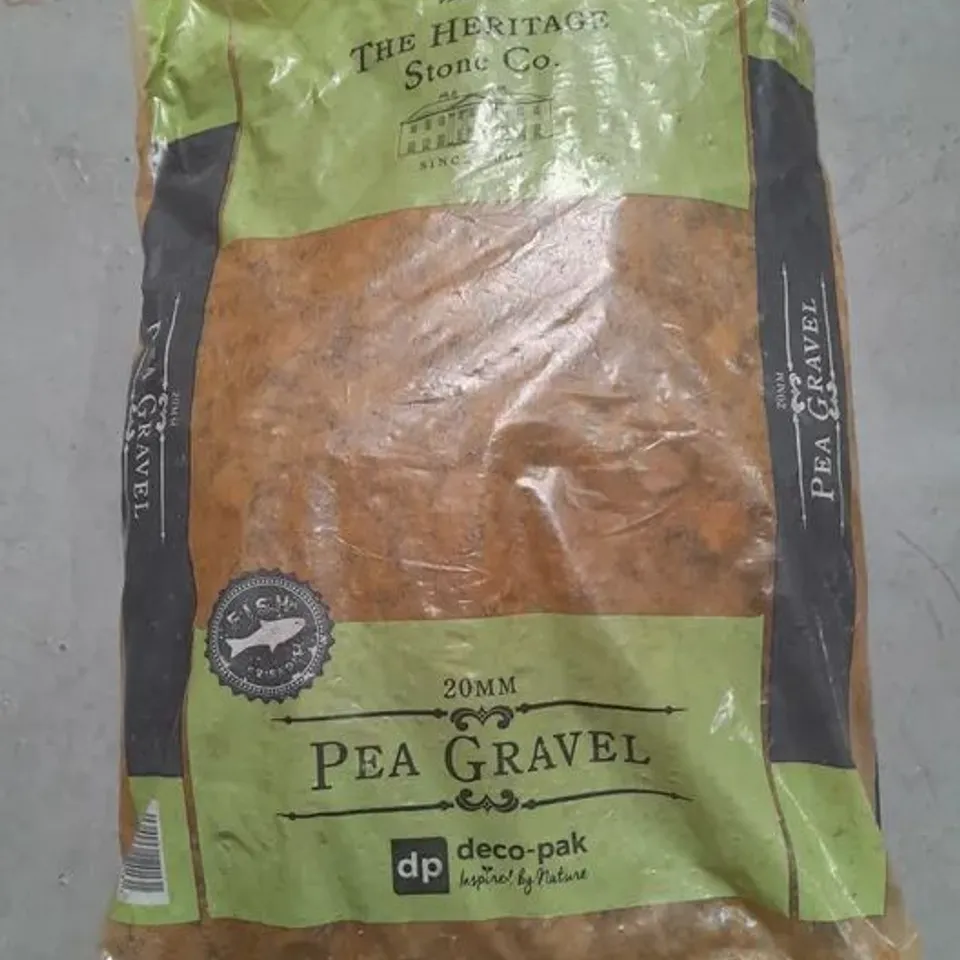 THE HERITAGE
Stone Co.
20MM
PEA GRAVEL
20MM
PEA GRAVEL
FISH
FRIENDLY
20MM
PEA GRAVEL
dp deco-pak
Inspired by Nature